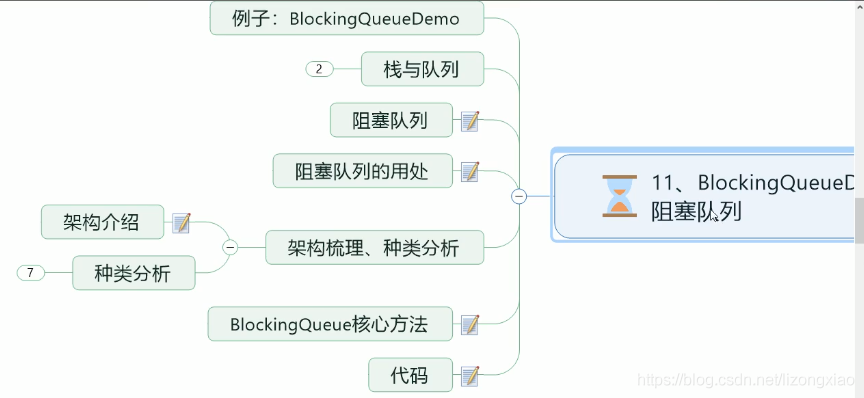 例子：BlockingQueueDemo
栈与队列
2
阻塞队列
阻塞队列的用处
11、BlockingQueueD
阻塞队列
架构介绍
架构梳理、种类分析
种类分析
7
BlockingQueue核心方法
代码
https://blog.csdn.net/lizongxiao